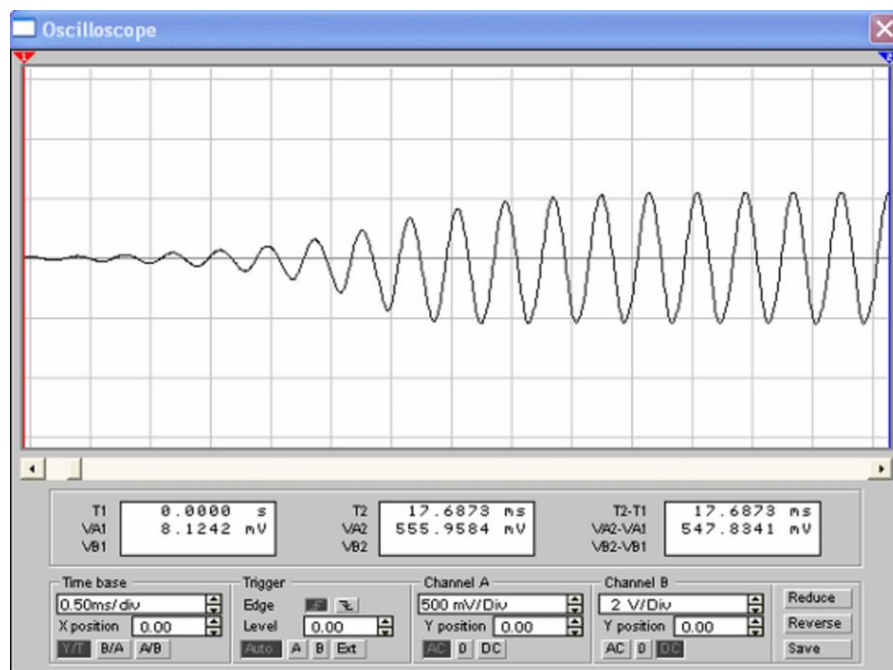 Oscilloscope
1
2
T1 0.0000 s T2 17.6873 ms T2-T1 17.6873 ms
VA1 8.1242 mV VA2 555.9584 mV VA2-VA1 547.8341 mV
VB1 VB2 VB2-VB1
Time base Trigger Channel A Channel B
0.50ms/div Edge 500 mV/Div 2 V/Div Reduce
X position 0.00 Level 0.00 Y position 0.00 Y position 0.00 Reverse
Y/T B/A A/B Auto A B Ext AC 0 DC AC 0 DC Save